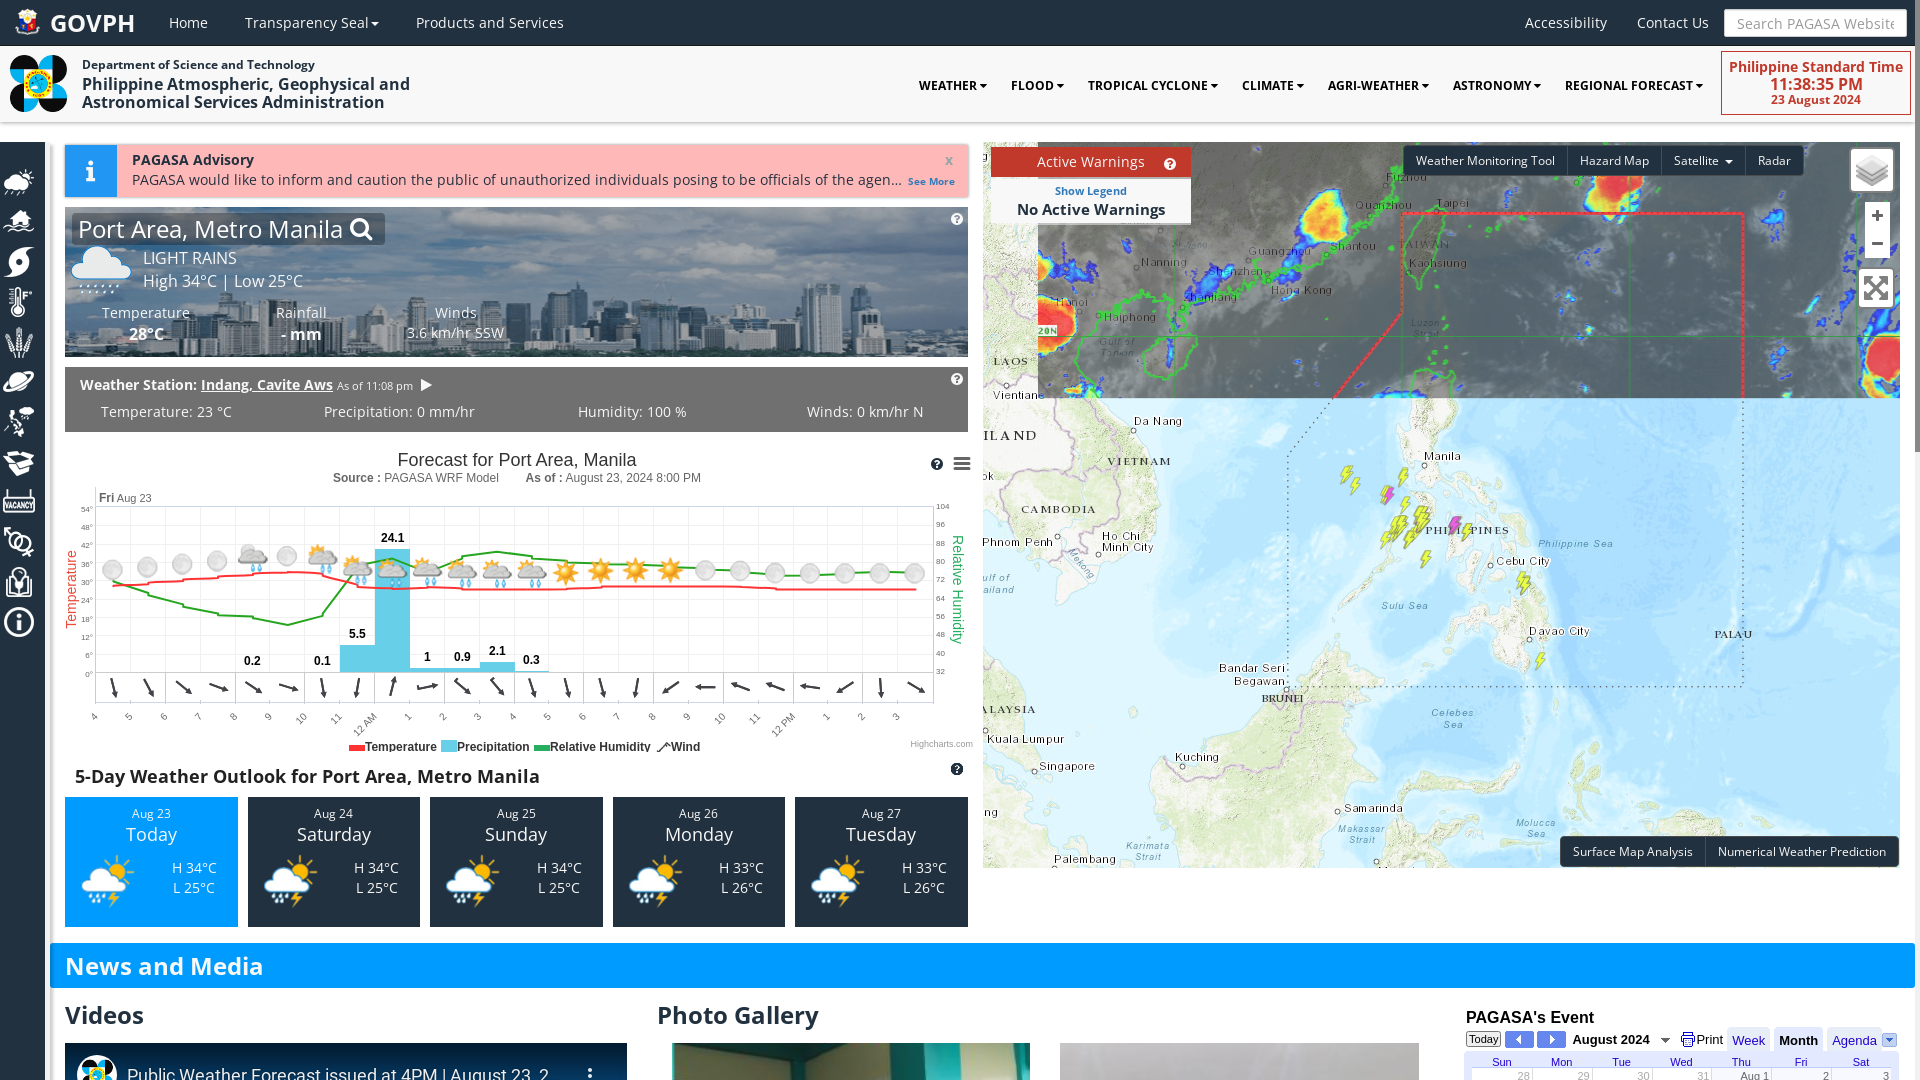 GOVPH
Home
Transparency Seal
Products and Services
Accessibility
Contact Us
Search PAGASA Website
Department of Science and Technology
Philippine Atmospheric, Geophysical and
Astronomical Services Administration
WEATHER
FLOOD
TROPICAL CYCLONE
CLIMATE
AGRI-WEATHER
ASTRONOMY
REGIONAL FORECAST
Philippine Standard Time
11:38:35 PM
23 August 2024
PAGASA Advisory
x
PAGASA would like to inform and caution the public of unauthorized individuals posing to be officials of the agen... See More
Port Area, Metro Manila
LIGHT RAINS
High 34°C | Low 25°C
Temperature
28°C
Rainfall
- mm
Winds
3.6 km/hr SSW
Weather Station: Indang, Cavite Aws As of 11:08 pm
Temperature: 23 °C
Precipitation: 0 mm/hr
Humidity: 100 %
Winds: 0 km/hr N
Forecast for Port Area, Manila
Source : PAGASA WRF Model As of : August 23, 2024 8:00 PM
Fri Aug 23
Temperature
54°
48°
42°
36°
30°
24°
18°
12°
6°
0°
0.2
0.1
5.5
24.1
1
0.9
2.1
0.3
104
96
88
80
72
64
56
48
40
32
Relative Humidity
4 5 6 7 8 9 10 11 12 AM 1 2 3 4 5 6 7 8 9 10 11 12 PM 1 2 3
Temperature Precipitation Relative Humidity Wind
Highcharts.com
5-Day Weather Outlook for Port Area, Metro Manila
Aug 23
Today
H 34°C
L 25°C
Aug 24
Saturday
H 34°C
L 25°C
Aug 25
Sunday
H 34°C
L 25°C
Aug 26
Monday
H 33°C
L 26°C
Aug 27
Tuesday
H 33°C
L 26°C
VACANCY
Active Warnings
Show Legend
No Active Warnings
Weather Monitoring Tool
Hazard Map
Satellite
Radar
+
−
Fuzhou
Quanzhou
Taipei
Shantou
TAIWAN
Guangzhou
Kaohsiung
Nanning
Shenzhen
Hong Kong
Zhanjiang
Hanoi
Haiphong
20N
Gulf of
Tonkin
Luzon
Strait
LAOS
Vientiane
Da Nang
ILAND
VIETNAM
Manila
CAMBODIA
Phnom Penh
Ho Chi
Minh City
Mekong
PHILIPPINES
Philippine Sea
Cebu City
Sulu Sea
Davao City
PALAU
Bandar Seri
Begawan
BRUNEI
ALAYSIA
Celebes
Sea
Kuala Lumpur
Kuching
Singapore
Samarinda
Makassar
Strait
Molucca
Sea
Karimata
Strait
Palembang
Surface Map Analysis
Numerical Weather Prediction
News and Media
Videos
Photo Gallery
PAGASA's Event
Public Weather Forecast issued at 4PM | August 23, 2
Today
August 2024
Print
Week
Month
Agenda
Sun Mon Tue Wed Thu Fri Sat
28 29 30 31 Aug 1 2 3